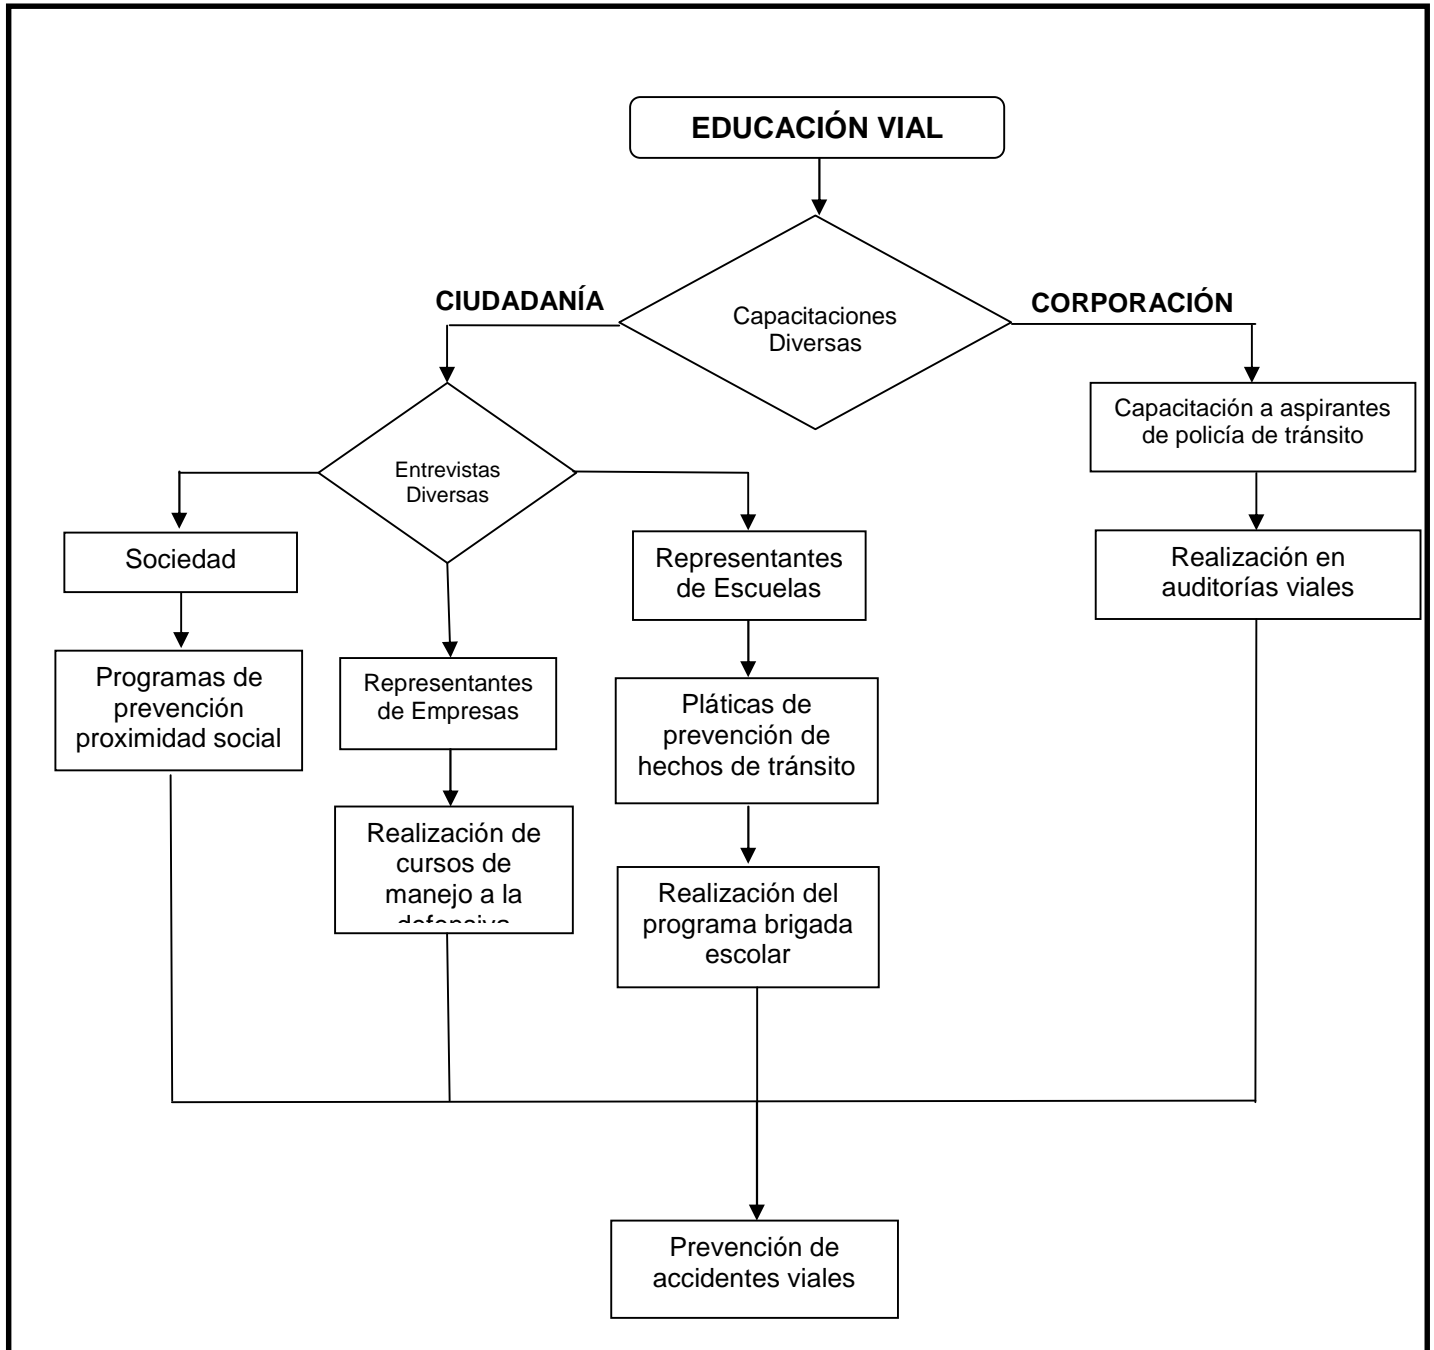 EDUCACIÓN VIAL
CIUDADANÍA
CORPORACIÓN
Capacitaciones
Diversas
Capacitación a aspirantes
de policía de tránsito
Entrevistas
Diversas
Sociedad
Representantes
de Escuelas
Realización en
auditorías viales
Programas de
prevención
proximidad social
Representantes
de Empresas
Pláticas de
prevención de
hechos de tránsito
Realización de
cursos de
manejo a la
defensiva
Realización del
programa brigada
escolar
Prevención de
accidentes viales